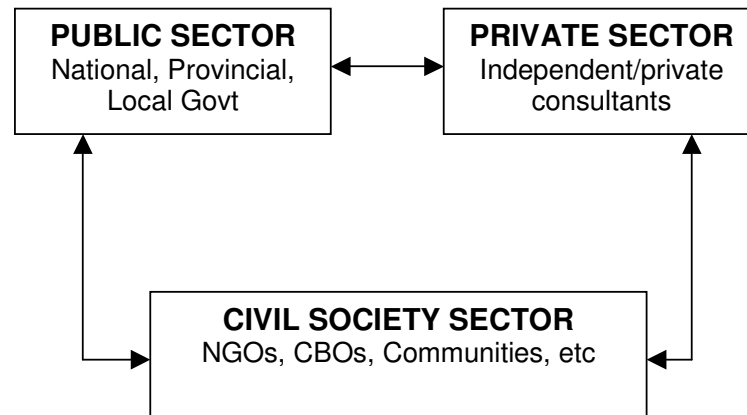 PUBLIC SECTOR
National, Provincial,
Local Govt
PRIVATE SECTOR
Independent/private
consultants
CIVIL SOCIETY SECTOR
NGOs, CBOs, Communities, etc